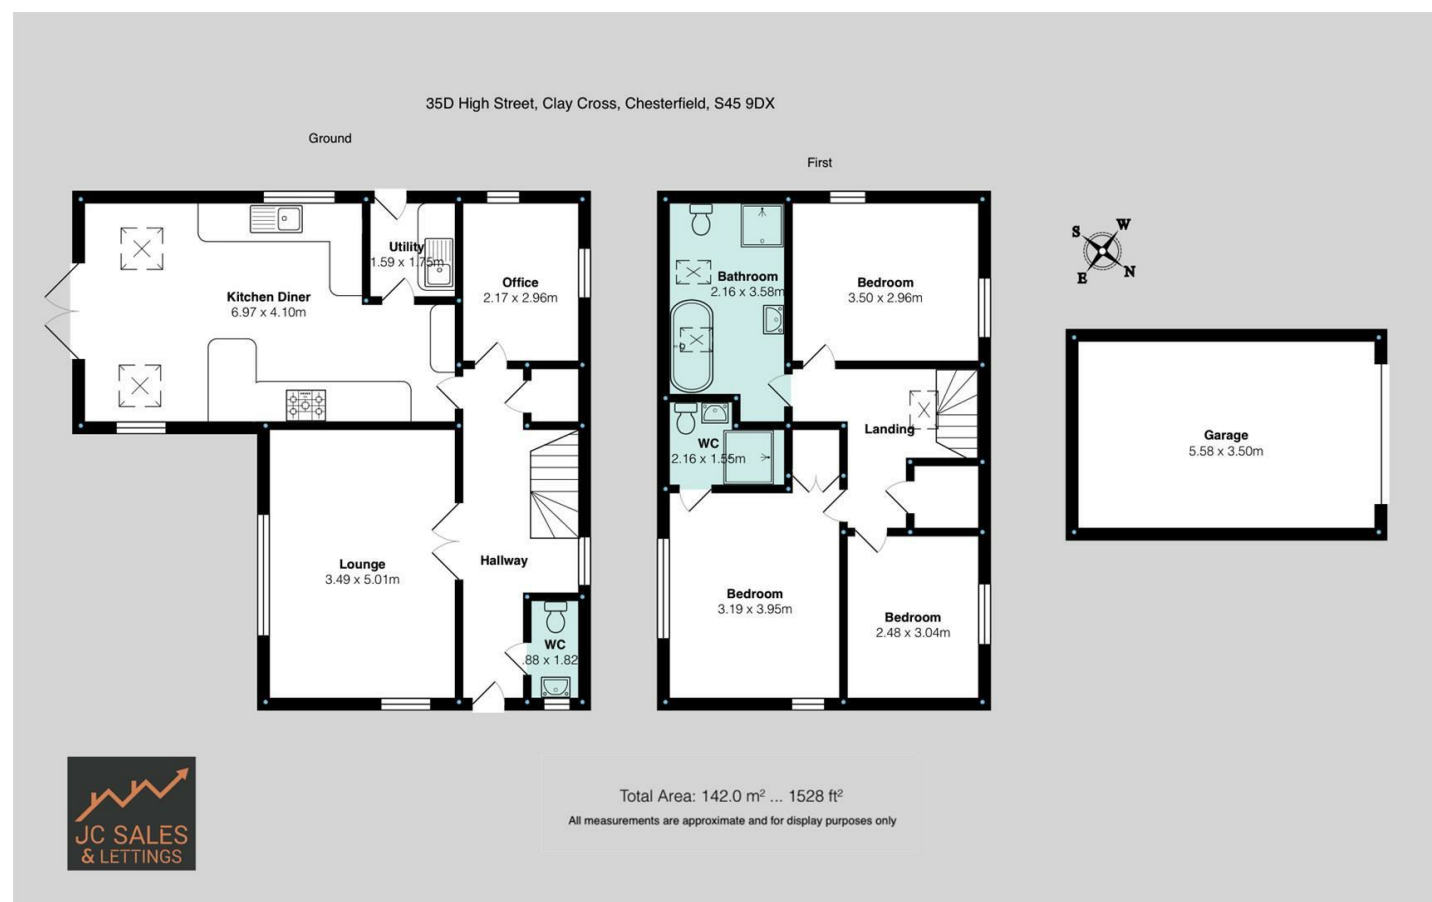 35D High Street, Clay Cross, Chesterfield, S45 9DX
Ground
First
Utility
1.59 x 1.75m
Office
2.17 x 2.96m
Kitchen Diner
6.97 x 4.10m
Lounge
3.49 x 5.01m
Hallway
WC
.88 x 1.82
Bathroom
2.16 x 3.58m
Bedroom
3.50 x 2.96m
Landing
WC
2.16 x 1.55m
Bedroom
3.19 x 3.95m
Bedroom
2.48 x 3.04m
S W
E N
Garage
5.58 x 3.50m
JC SALES
& LETTINGS
Total Area: 142.0 m² ... 1528 ft²
All measurements are approximate and for display purposes only